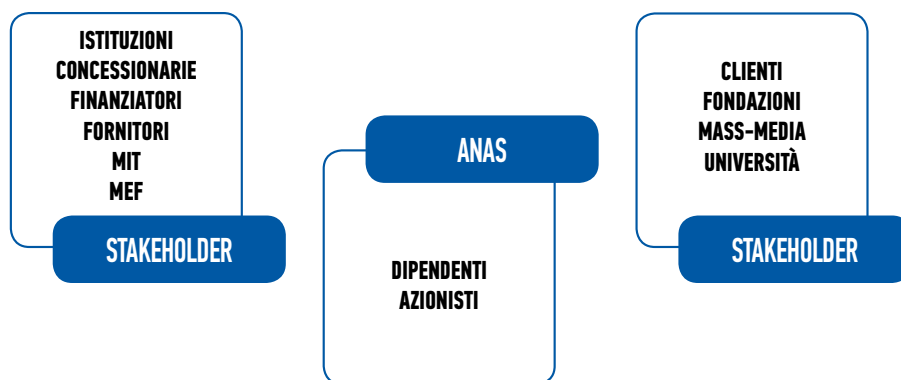 ISTITUZIONI
CONCESSIONARIE
FINANZIATORI
FORNITORI
MIT
MEF
STAKEHOLDER
ANAS
DIPENDENTI
AZIONISTI
CLIENTI
FONDAZIONI
MASS-MEDIA
UNIVERSITÀ
STAKEHOLDER